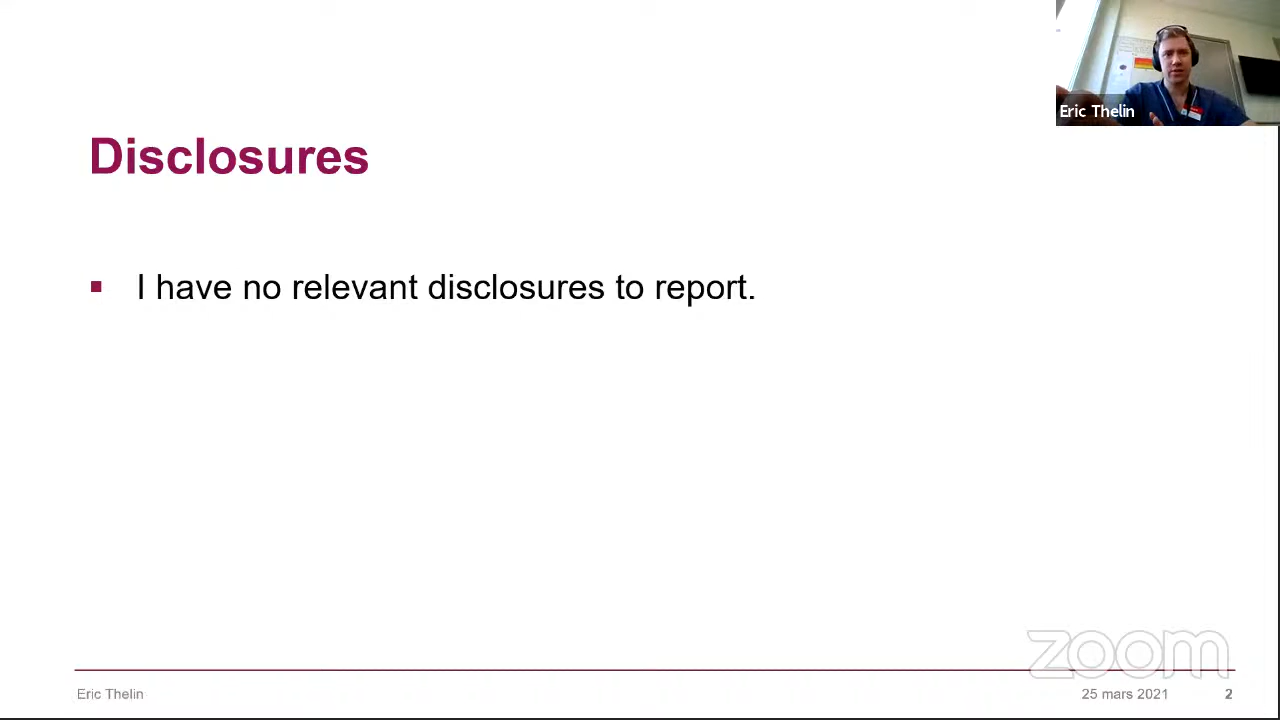 Eric Thelin
Disclosures
▪ I have no relevant disclosures to report.
zoom
Eric Thelin
25 mars 2021
2